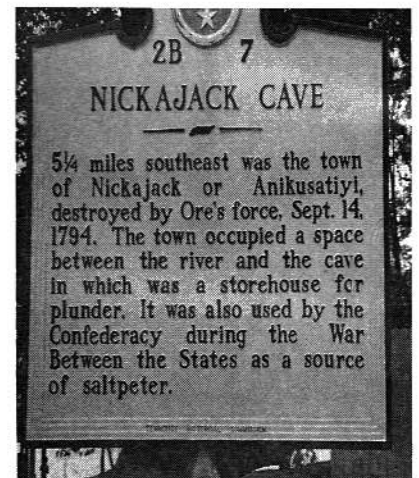 2B 7
NICKAJACK CAVE
5¼ miles southeast was the town
of Nickajack or Anikusatiyi,
destroyed by Ore's force, Sept. 14,
1794. The town occupied a space
between the river and the cave
in which was a storehouse for
plunder. It was also used by the
Confederacy during the War
Between the States as a source
of saltpeter.